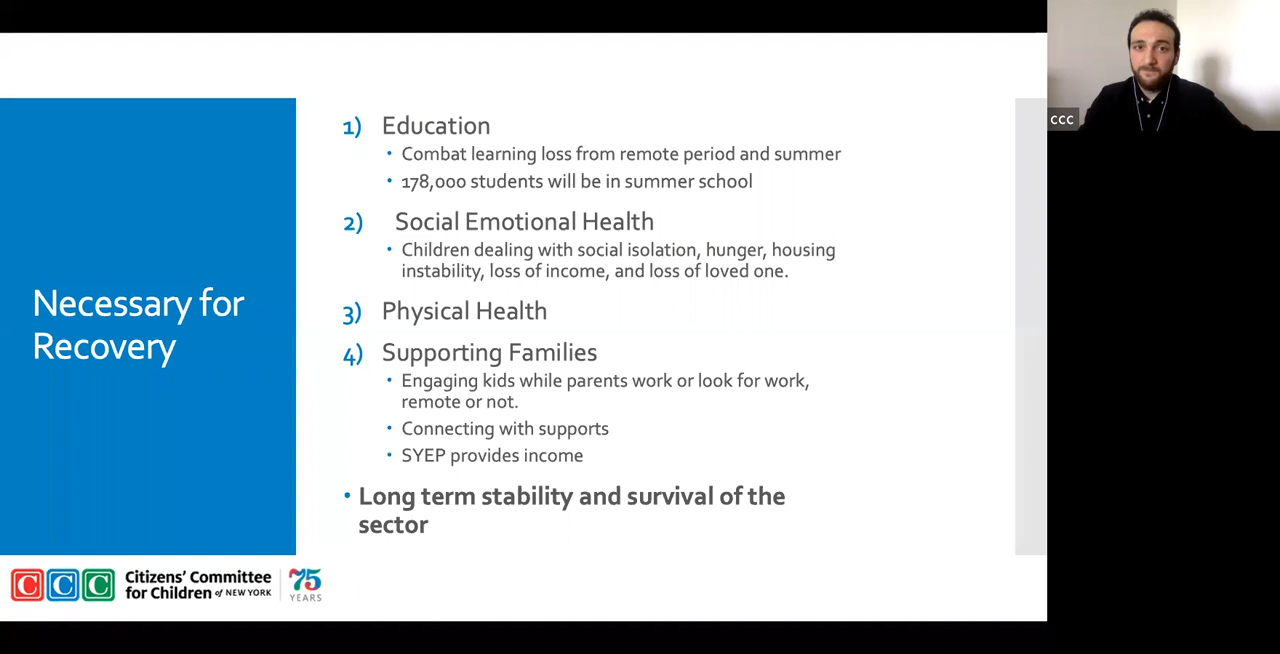 Necessary for
Recovery
1) Education
• Combat learning loss from remote period and summer
• 178,000 students will be in summer school
2) Social Emotional Health
• Children dealing with social isolation, hunger, housing
instability, loss of income, and loss of loved one.
3) Physical Health
4) Supporting Families
• Engaging kids while parents work or look for work,
remote or not.
• Connecting with supports
• SYEP provides income
• Long term stability and survival of the
sector
CCC
Citizens' Committee
for Children of NEW YORK
75
YEARS
ccc